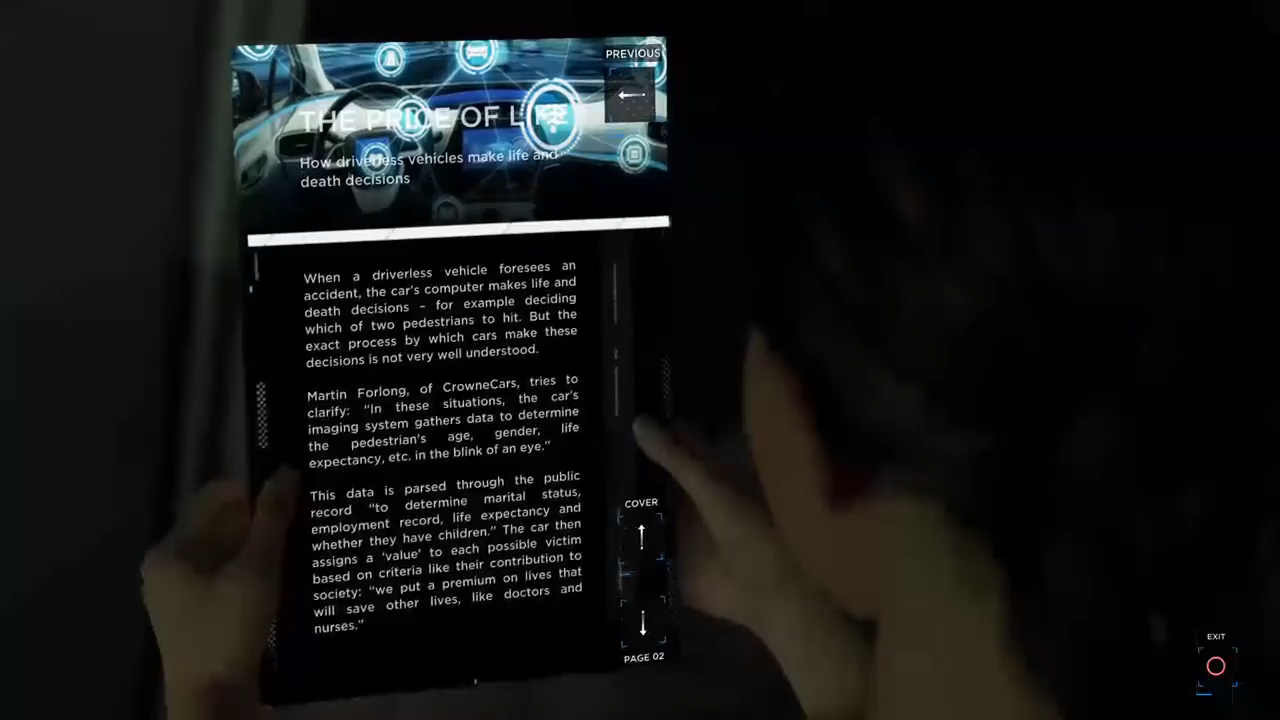 PREVIOUS
THE PRICE OF LIFE
How driverless vehicles make life and
death decisions
When a driverless vehicle foresees an
accident, the car's computer makes life and
death decisions – for example deciding
which of two pedestrians to hit. But the
exact process by which cars make these
decisions is not very well understood.
Martin Forlong, of CrowneCars, tries to
clarify: “In these situations, the car's
imaging system gathers data to determine
the pedestrian's age, gender, life
expectancy, etc. in the blink of an eye.”
This data is parsed through the public
record “to determine marital status,
employment record, life expectancy and
whether they have children.” The car then
assigns a ‘value’ to each possible victim
based on criteria like their contribution to
society: “we put a premium on lives that
will save other lives, like doctors and
nurses.”
COVER
PAGE 02
EXIT